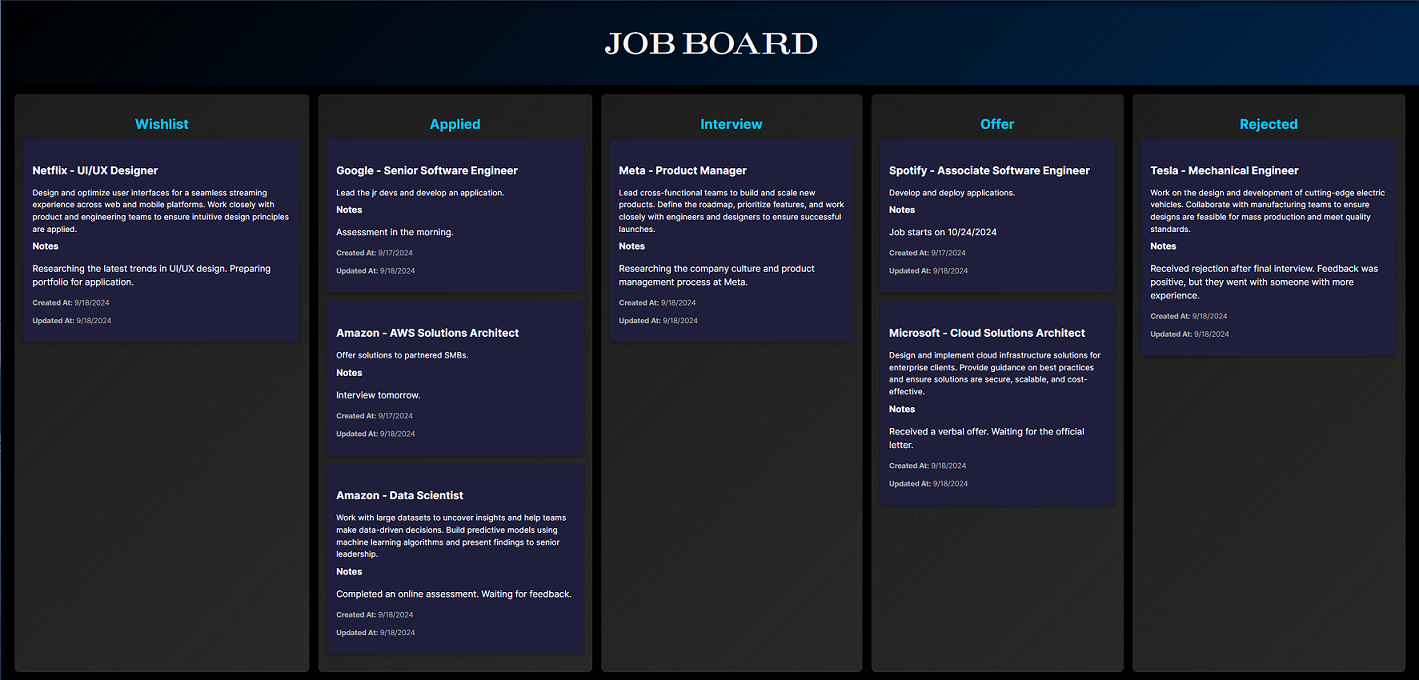 JOB BOARD
Wishlist
Netflix - UI/UX Designer
Design and optimize user interfaces for a seamless streaming
experience across web and mobile platforms. Work closely with
product and engineering teams to ensure intuitive design principles
are applied.
Notes
Researching the latest trends in UI/UX design. Preparing
portfolio for application.
Created At: 9/18/2024
Updated At: 9/18/2024
Applied
Google - Senior Software Engineer
Lead the jr devs and develop an application.
Notes
Assessment in the morning.
Created At: 9/17/2024
Updated At: 9/18/2024
Amazon - AWS Solutions Architect
Offer solutions to partnered SMBs.
Notes
Interview tomorrow.
Created At: 9/17/2024
Updated At: 9/18/2024
Amazon - Data Scientist
Work with large datasets to uncover insights and help teams
make data-driven decisions. Build predictive models using
machine learning algorithms and present findings to senior
leadership.
Notes
Completed an online assessment. Waiting for feedback.
Created At: 9/18/2024
Updated At: 9/18/2024
Interview
Meta - Product Manager
Lead cross-functional teams to build and scale new
products. Define the roadmap, prioritize features, and work
closely with engineers and designers to ensure successful
launches.
Notes
Researching the company culture and product
management process at Meta.
Created At: 9/18/2024
Updated At: 9/18/2024
Offer
Spotify - Associate Software Engineer
Develop and deploy applications.
Notes
Job starts on 10/24/2024
Created At: 9/17/2024
Updated At: 9/18/2024
Microsoft - Cloud Solutions Architect
Design and implement cloud infrastructure solutions for
enterprise clients. Provide guidance on best practices
and ensure solutions are secure, scalable, and cost-
effective.
Notes
Received a verbal offer. Waiting for the official
letter.
Created At: 9/18/2024
Updated At: 9/18/2024
Rejected
Tesla - Mechanical Engineer
Work on the design and development of cutting-edge electric
vehicles. Collaborate with manufacturing teams to ensure
designs are feasible for mass production and meet quality
standards.
Notes
Received rejection after final interview. Feedback was
positive, but they went with someone with more
experience.
Created At: 9/18/2024
Updated At: 9/18/2024